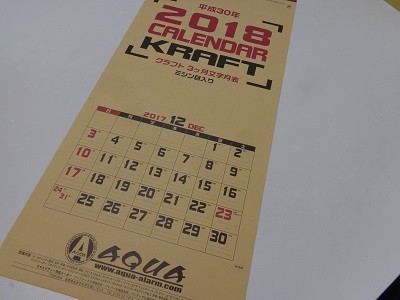 平成30年
2018
CALENDAR
KRAFT
クラフト 3ヶ月文字月表
ミシン目入り
2017 12 DEC
1 2
3 4 5 6 7 8 9
10 11 12 13 14 15 16
17 18 19 20 21 22 23
24/31 25 26 27 28 29 30
AQUA
www.aqua-alarm.com